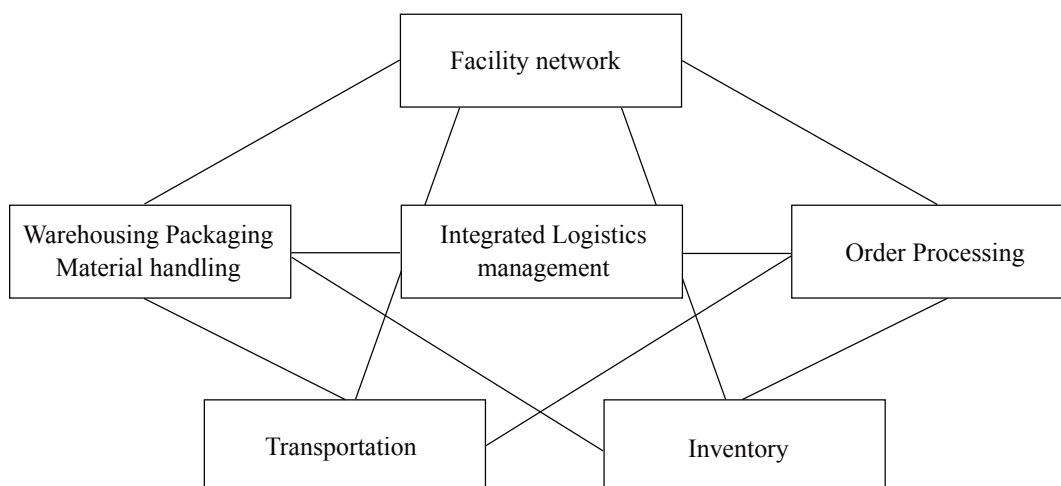 Facility network
Warehousing Packaging
Material handling
Integrated Logistics
management
Order Processing
Transportation
Inventory